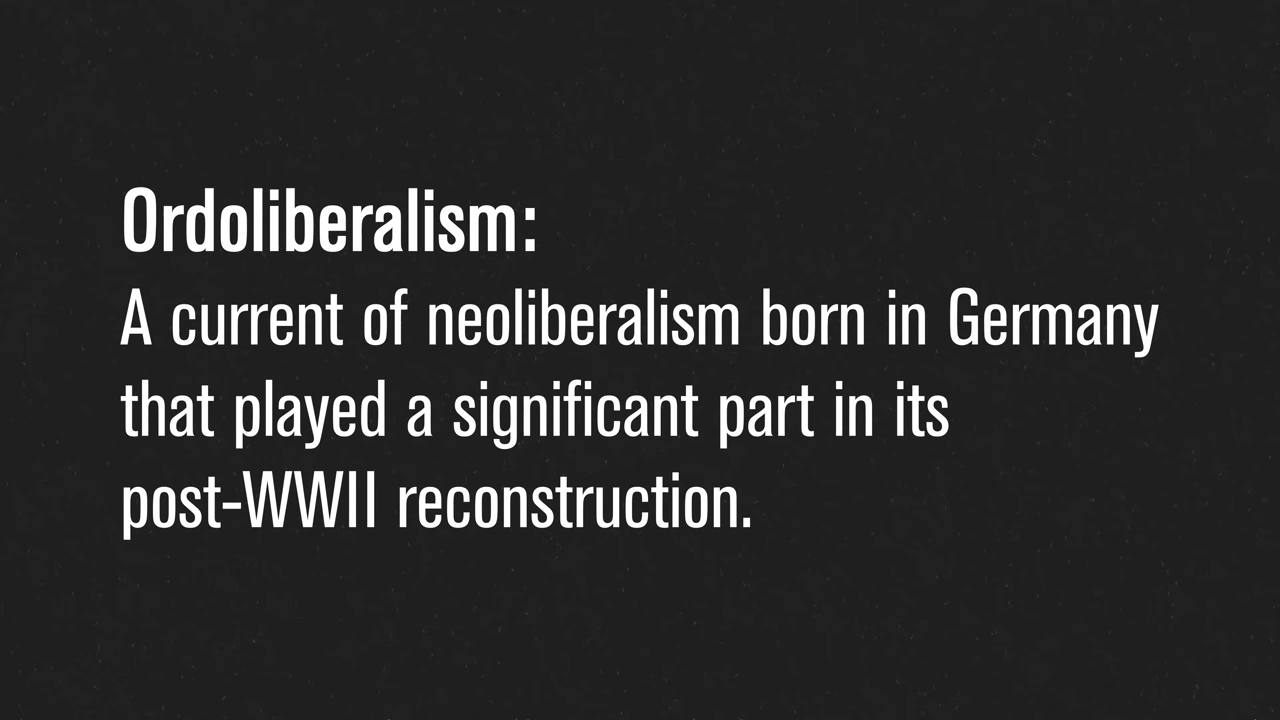 Ordoliberalism:
A current of neoliberalism born in Germany
that played a significant part in its
post-WWII reconstruction.